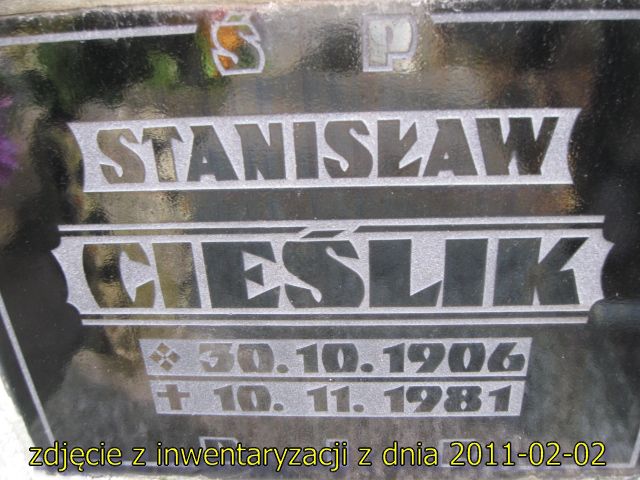 Ś P
STANISŁAW
CIEŚLIK
30.10.1906
✝ 10.11.1981
zdjęcie z inwentaryzacji z dnia 2011-02-02